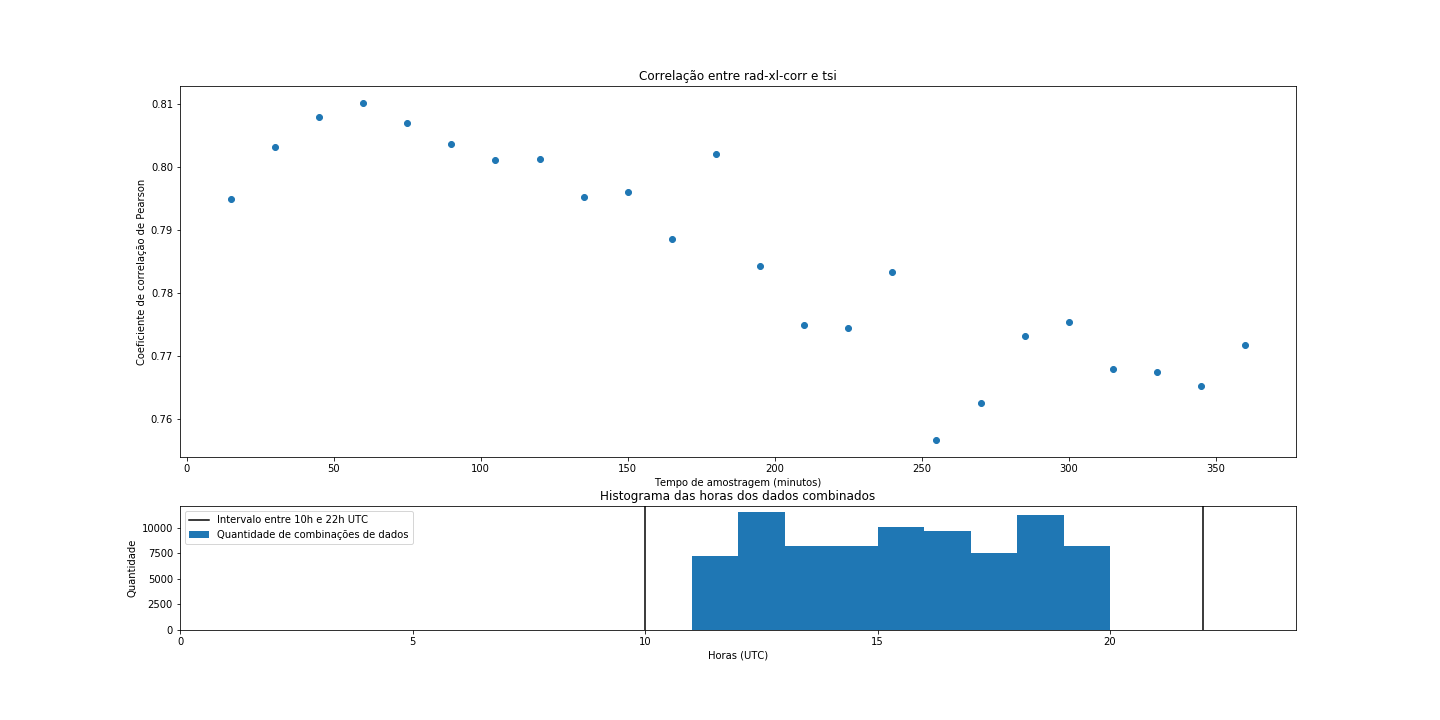 Correlação entre rad-xl-corr e tsi
0.81
0.80
0.79
0.78
0.77
0.76
Coeficiente de correlação de Pearson
0 50 100 150 200 250 300 350
Tempo de amostragem (minutos)
Histograma das horas dos dados combinados
Intervalo entre 10h e 22h UTC
Quantidade de combinações de dados
10000
7500
5000
2500
0
Quantidade
0 5 10 15 20
Horas (UTC)